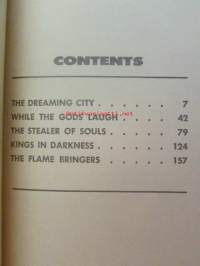 CONTENTS
THE DREAMING CITY . . . . . . 7
WHILE THE GODS LAUGH . . . . 42
THE STEALER OF SOULS . . . . 79
KINGS IN DARKNESS . . . . . 124
THE FLAME BRINGERS . . . . . 157